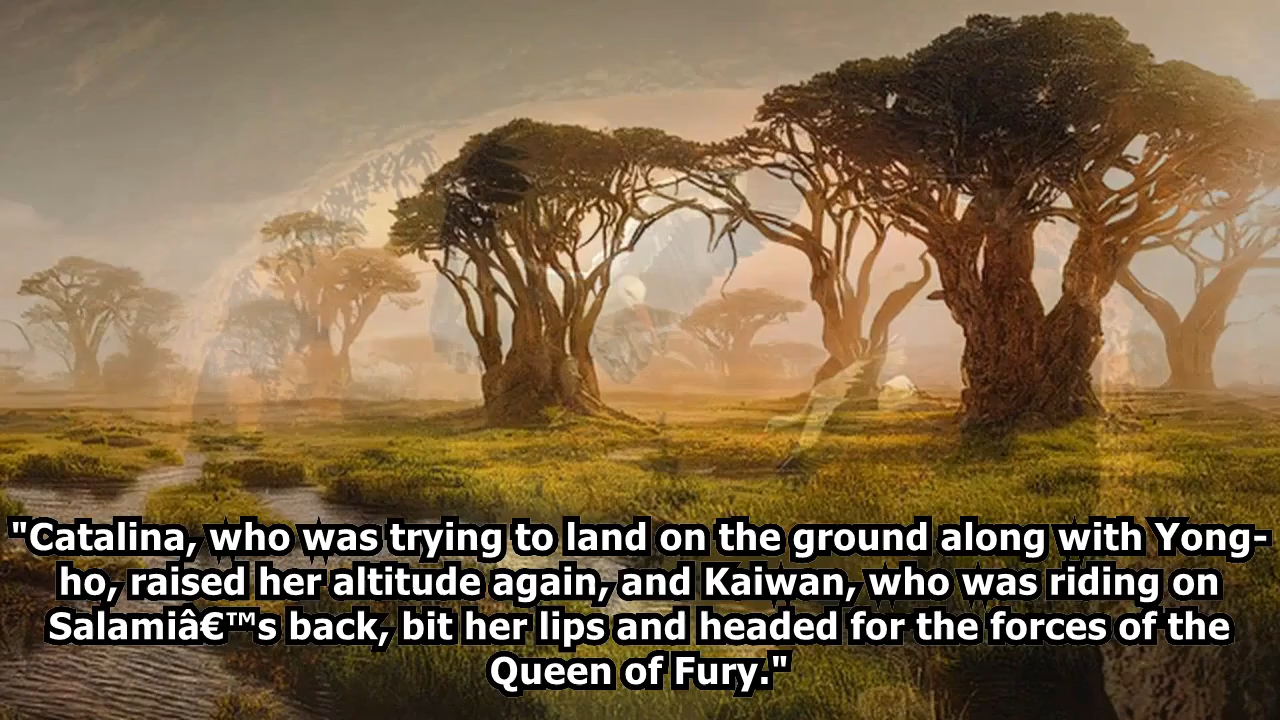 "Catalina, who was trying to land on the ground along with Yong-
ho, raised her altitude again, and Kaiwan, who was riding on
Salamiâ€™s back, bit her lips and headed for the forces of the
Queen of Fury."